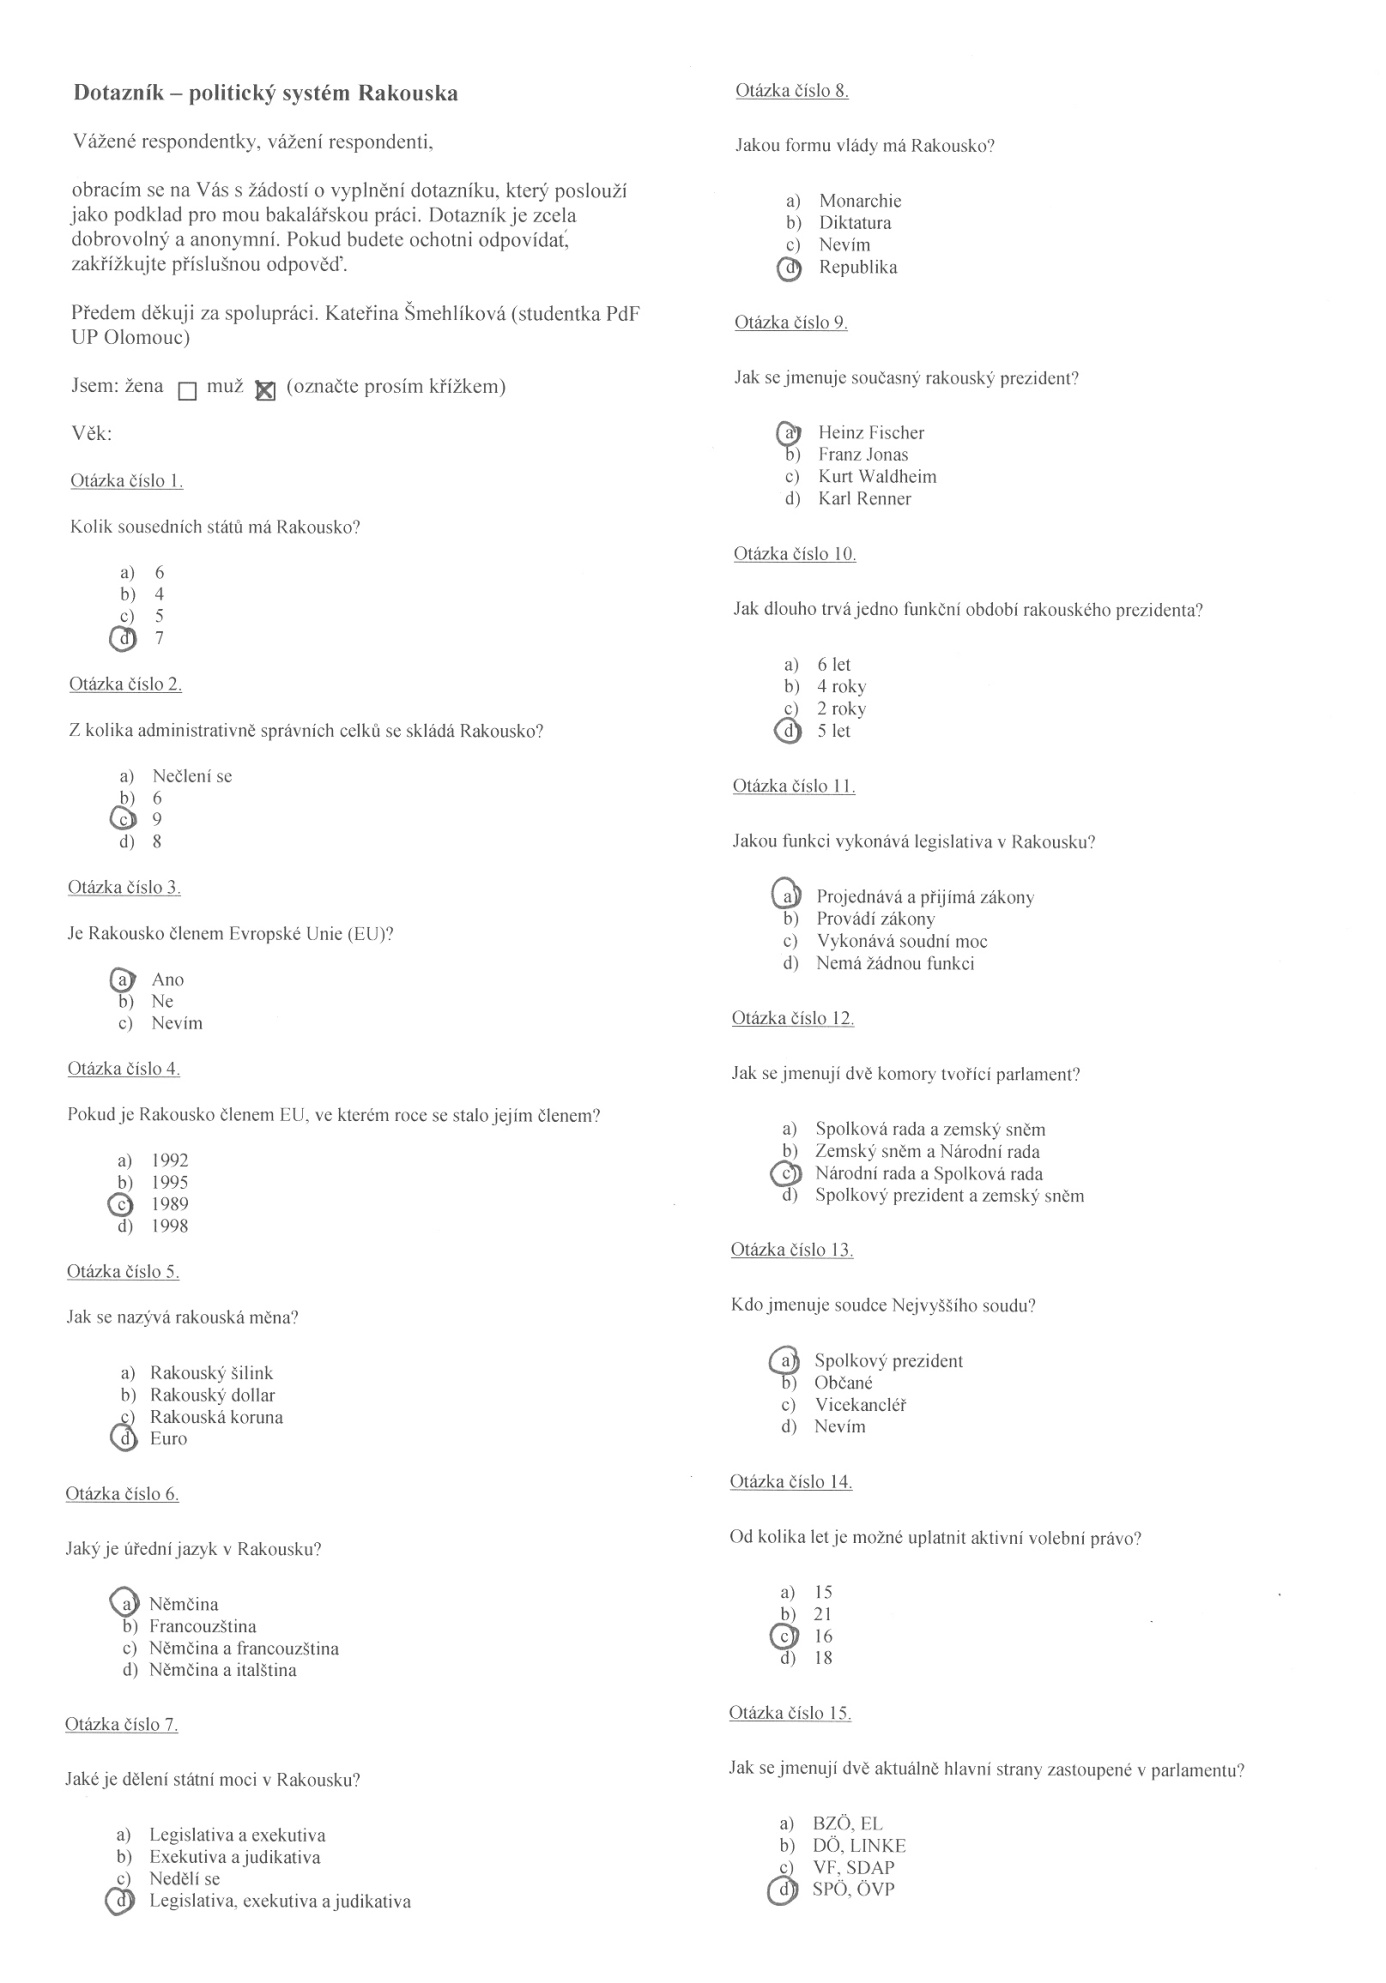 Dotazník – politický systém Rakouska
Vážené respondentky, vážení respondenti,
obracím se na Vás s žádostí o vyplnění dotazníku, který poslouží
jako podklad pro mou bakalářskou práci. Dotazník je zcela
dobrovolný a anonymní. Pokud budete ochotni odpovídat,
zakřížkujte příslušnou odpověď.
Předem děkuji za spolupráci. Kateřina Šmehlíková (studentka PdF
UP Olomouc)
Jsem: žena muž (označte prosím křížkem)
Věk:
Otázka číslo 1.
Kolik sousedních států má Rakousko?
a) 6
b) 4
c) 5
d) 7
Otázka číslo 2.
Z kolika administrativně správních celků se skládá Rakousko?
a) Nečlení se
b) 6
c) 9
d) 8
Otázka číslo 3.
Je Rakousko členem Evropské Unie (EU)?
a) Ano
b) Ne
c) Nevím
Otázka číslo 4.
Pokud je Rakousko členem EU, ve kterém roce se stalo jejím členem?
a) 1992
b) 1995
c) 1989
d) 1998
Otázka číslo 5.
Jak se nazývá rakouská měna?
a) Rakouský šilink
b) Rakouský dollar
c) Rakouská koruna
d) Euro
Otázka číslo 6.
Jaký je úřední jazyk v Rakousku?
a) Němčina
b) Francouzština
c) Němčina a francouzština
d) Němčina a italština
Otázka číslo 7.
Jaké je dělení státní moci v Rakousku?
a) Legislativa a exekutiva
b) Exekutiva a judikativa
c) Nedělí se
d) Legislativa, exekutiva a judikativa
Otázka číslo 8.
Jakou formu vlády má Rakousko?
a) Monarchie
b) Diktatura
c) Nevím
d) Republika
Otázka číslo 9.
Jak se jmenuje současný rakouský prezident?
a) Heinz Fischer
b) Franz Jonas
c) Kurt Waldheim
d) Karl Renner
Otázka číslo 10.
Jak dlouho trvá jedno funkční období rakouského prezidenta?
a) 6 let
b) 4 roky
c) 2 roky
d) 5 let
Otázka číslo 11.
Jakou funkci vykonává legislativa v Rakousku?
a) Projednává a přijímá zákony
b) Provádí zákony
c) Vykonává soudní moc
d) Nemá žádnou funkci
Otázka číslo 12.
Jak se jmenují dvě komory tvořící parlament?
a) Spolková rada a zemský sněm
b) Zemský sněm a Národní rada
c) Národní rada a Spolková rada
d) Spolkový prezident a zemský sněm
Otázka číslo 13.
Kdo jmenuje soudce Nejvyššího soudu?
a) Spolkový prezident
b) Občané
c) Vicekancléř
d) Nevím
Otázka číslo 14.
Od kolika let je možné uplatnit aktivní volební právo?
a) 15
b) 21
c) 16
d) 18
Otázka číslo 15.
Jak se jmenují dvě aktuálně hlavní strany zastoupené v parlamentu?
a) BZÖ, EL
b) DÖ, LINKE
c) VF, SDAP
d) SPÖ, ÖVP